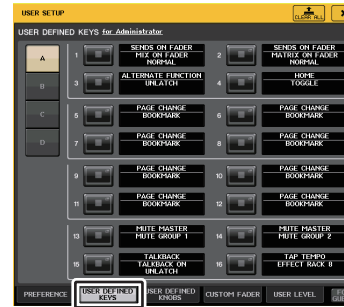 USER SETUP
CLEAR ALL
USER DEFINED KEYS for Administrator
A
1 SENDS ON FADER MIX ON FADER NORMAL
2 SENDS ON FADER MATRIX ON FADER NORMAL
B
3 ALTERNATE FUNCTION UNLATCH
4 HOME TOGGLE
C
5 PAGE CHANGE BOOKMARK
6 PAGE CHANGE BOOKMARK
D
7 PAGE CHANGE BOOKMARK
8 PAGE CHANGE BOOKMARK
9 PAGE CHANGE BOOKMARK
10 PAGE CHANGE BOOKMARK
11 PAGE CHANGE BOOKMARK
12 PAGE CHANGE BOOKMARK
13 MUTE MASTER MUTE GROUP 1
14 MUTE MASTER MUTE GROUP 2
15 TALKBACK TALKBACK ON UNLATCH
16 TAP TEMPO EFFECT RACK 8
PREFERENCE
USER DEFINED KEYS
USER DEFINED KNOBS
CUSTOM FADER
USER LEVEL